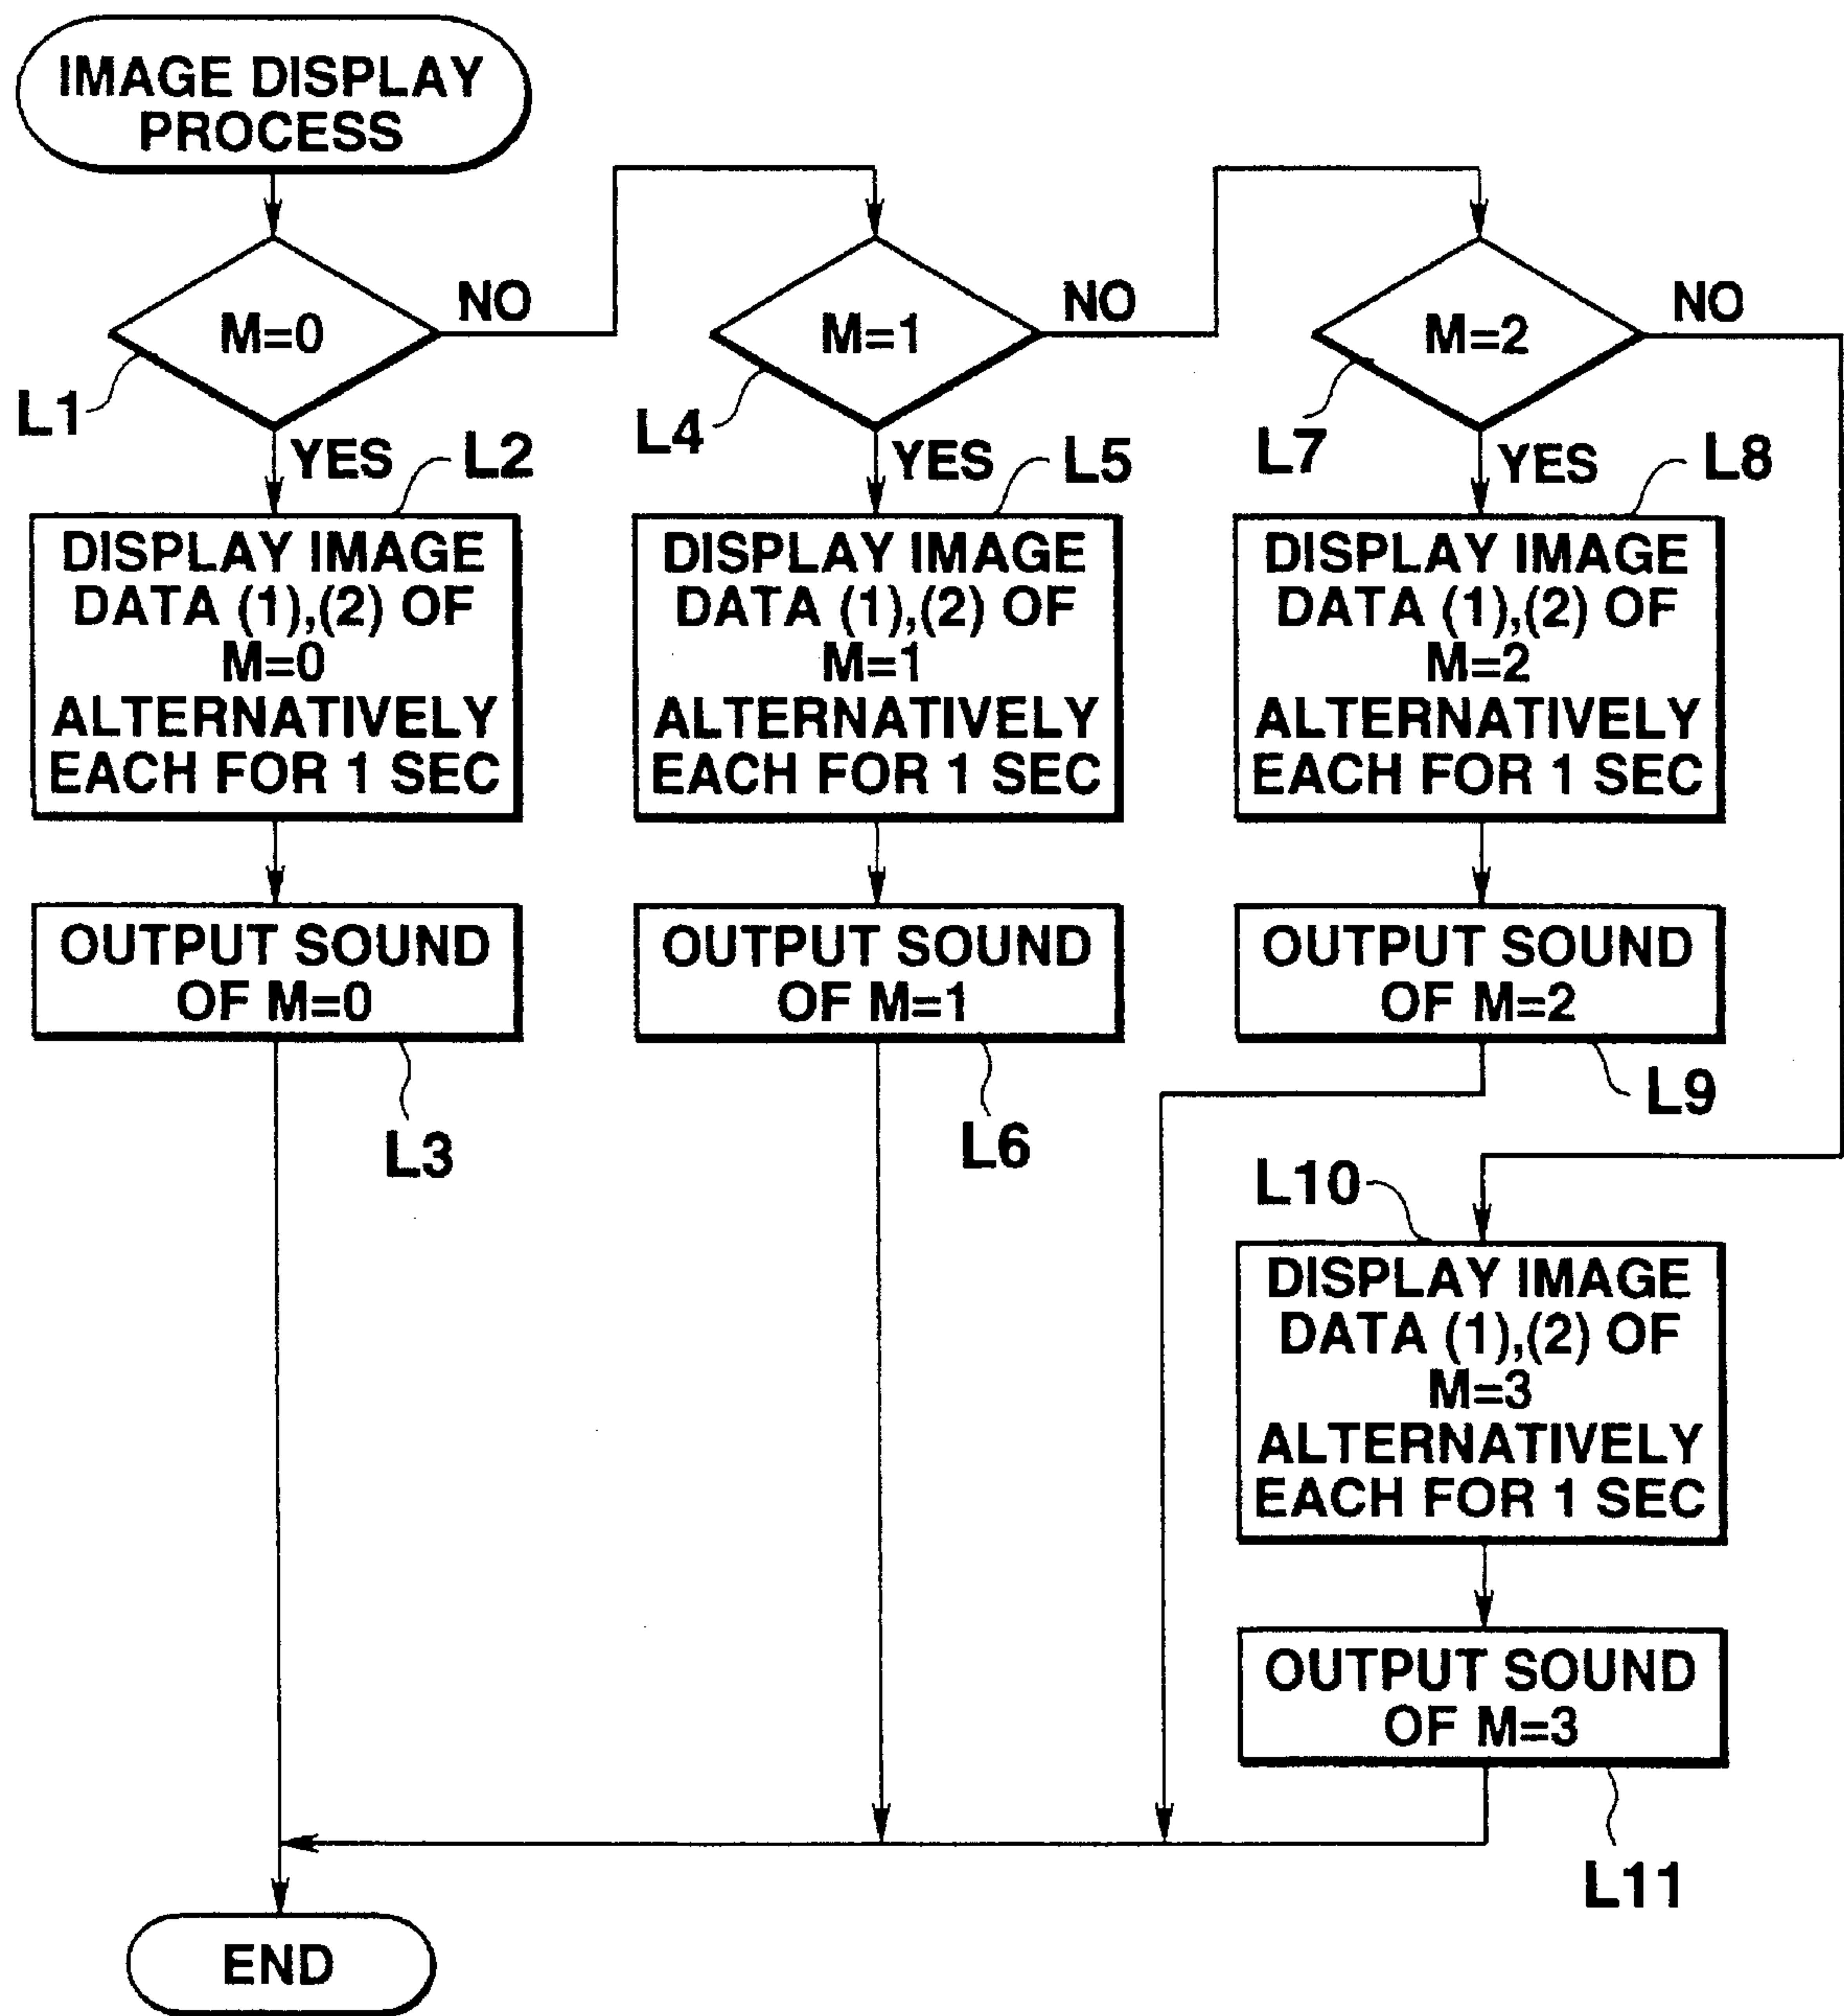 IMAGE DISPLAY
PROCESS
M=0
NO
L1
YES
L2
DISPLAY IMAGE
DATA (1),(2) OF
M=0
ALTERNATIVELY
EACH FOR 1 SEC
OUTPUT SOUND
OF M=0
L3
M=1
NO
L4
YES
L5
DISPLAY IMAGE
DATA (1),(2) OF
M=1
ALTERNATIVELY
EACH FOR 1 SEC
OUTPUT SOUND
OF M=1
L6
M=2
NO
L7
YES
L8
DISPLAY IMAGE
DATA (1),(2) OF
M=2
ALTERNATIVELY
EACH FOR 1 SEC
OUTPUT SOUND
OF M=2
L9
L10
DISPLAY IMAGE
DATA (1),(2) OF
M=3
ALTERNATIVELY
EACH FOR 1 SEC
OUTPUT SOUND
OF M=3
L11
END